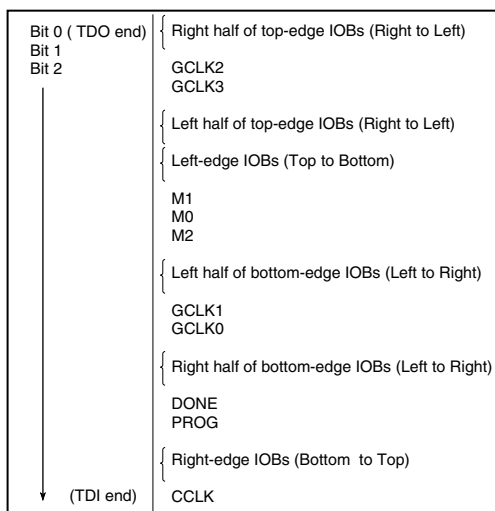 Bit 0 ( TDO end)
Bit 1
Bit 2
Right half of top-edge IOBs (Right to Left)
GCLK2
GCLK3
Left half of top-edge IOBs (Right to Left)
Left-edge IOBs (Top to Bottom)
M1
M0
M2
Left half of bottom-edge IOBs (Left to Right)
GCLK1
GCLK0
Right half of bottom-edge IOBs (Left to Right)
DONE
PROG
Right-edge IOBs (Bottom to Top)
(TDI end)
CCLK